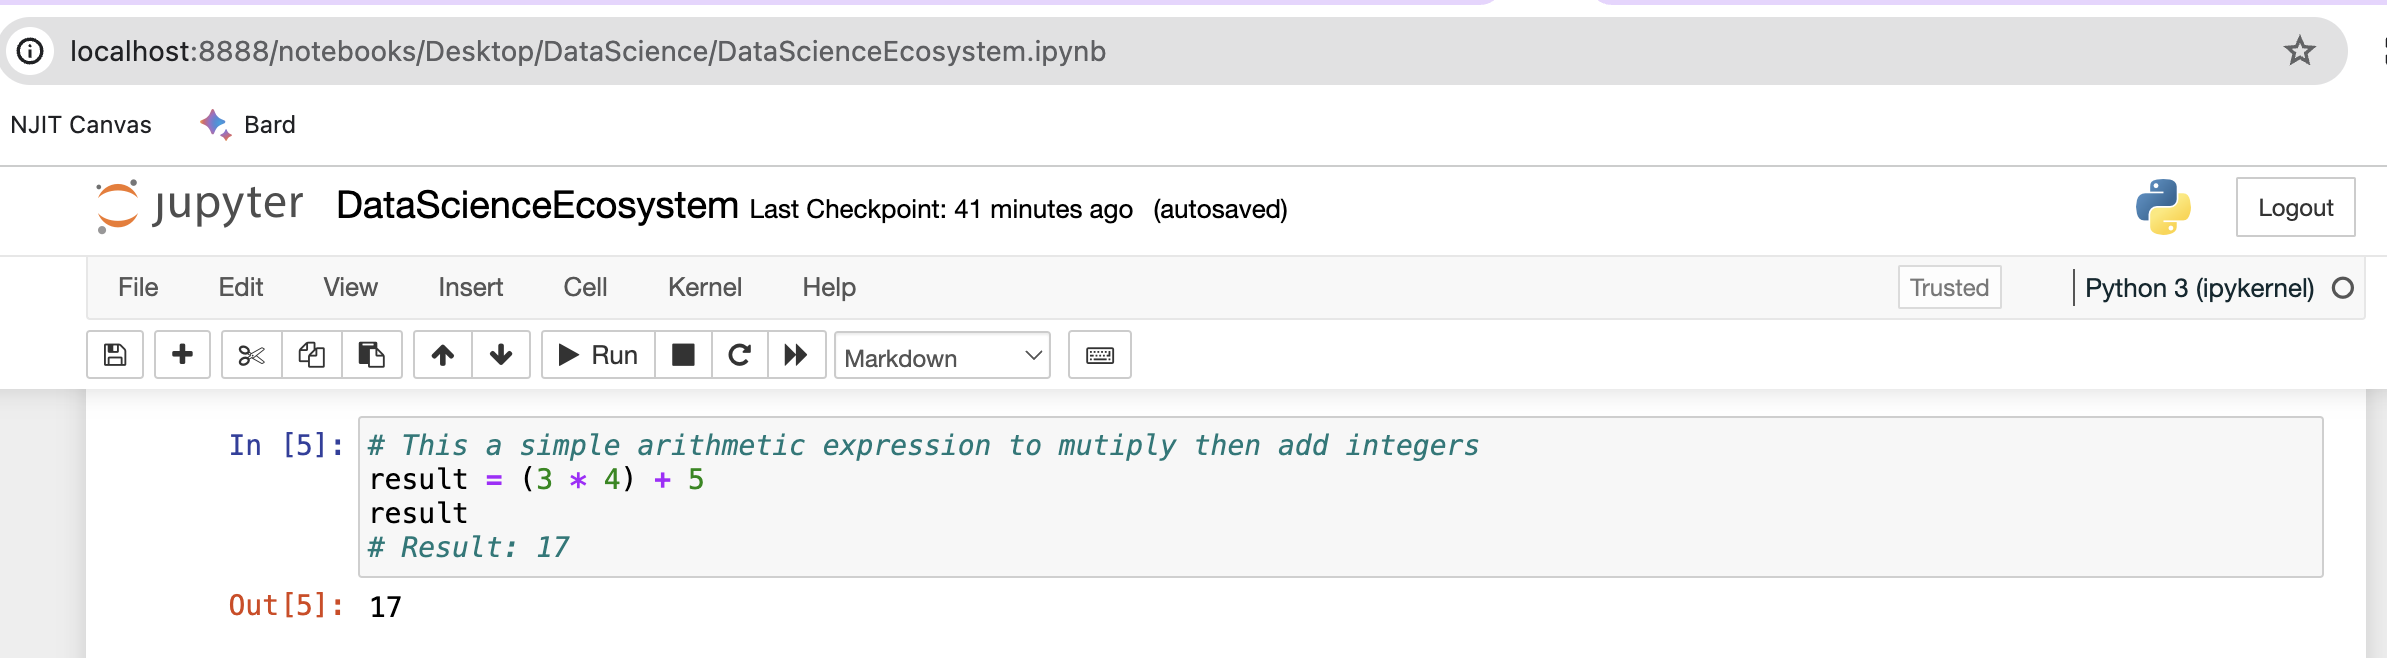 localhost:8888/notebooks/Desktop/DataScience/DataScienceEcosystem.ipynb
NJIT Canvas Bard
jupyter DataScienceEcosystem Last Checkpoint: 41 minutes ago (autosaved) Logout
File Edit View Insert Cell Kernel Help Trusted Python 3 (ipykernel)
Run Markdown
In [5]: # This a simple arithmetic expression to mutiply then add integers
result = (3 * 4) + 5
result
# Result: 17
Out[5]: 17